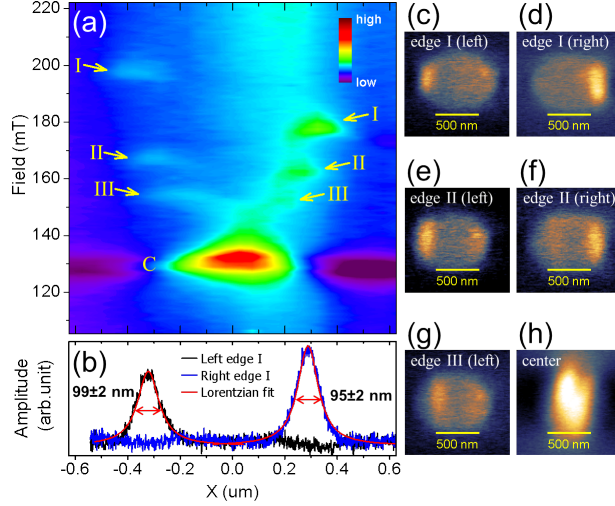 (a)
high
low
220
200
180
160
140
120
Field (mT)
I
II
III
I
II
III
C
(b)
Left edge I
Right edge I
Lorentzian fit
99±2 nm
95±2 nm
Amplitude
(arb.unit)
-0.6 -0.4 -0.2 0.0 0.2 0.4 0.6
X (um)
(c)
edge I (left)
500 nm
(d)
edge I (right)
500 nm
(e)
edge II (left)
500 nm
(f)
edge II (right)
500 nm
(g)
edge III (left)
500 nm
(h)
center
500 nm